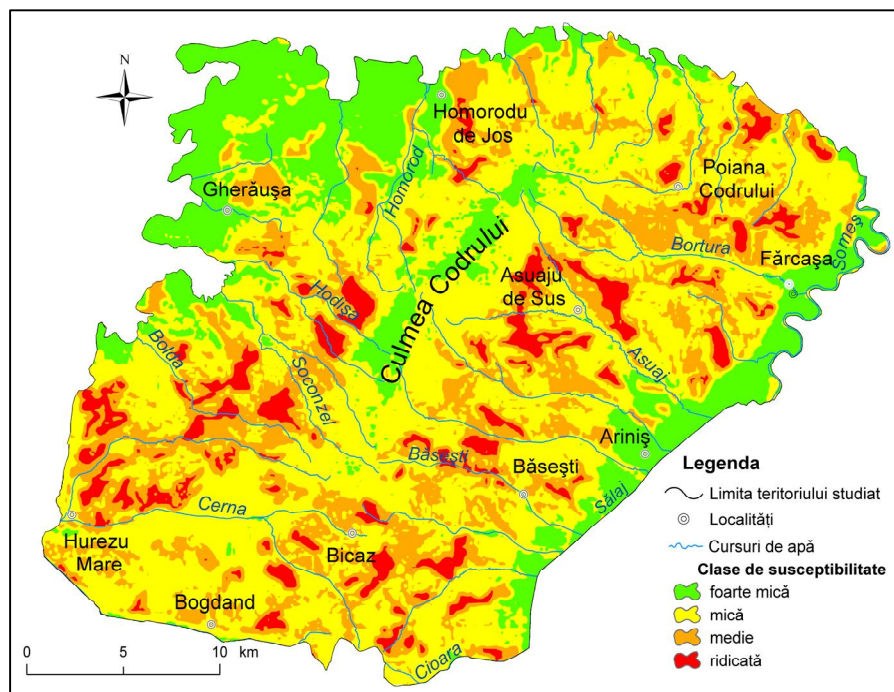 N
Homorodu
de Jos
Homorod
Poiana
Codrului
Gherăuşa
Someş
Bortura
Fărcaşa
Culmea Codrului
Asuaju
de Sus
Hodişa
Bolda
Soconzel
Asuaj
Ariniş
Băseşti
Băseşti
Sălaj
Cerna
Hurezu
Mare
Bicaz
Bogdand
Cioara
0 5 10 km
Legenda
Limita teritoriului studiat
Localități
Cursuri de apă
Clase de susceptibilitate
foarte mică
mică
medie
ridicată